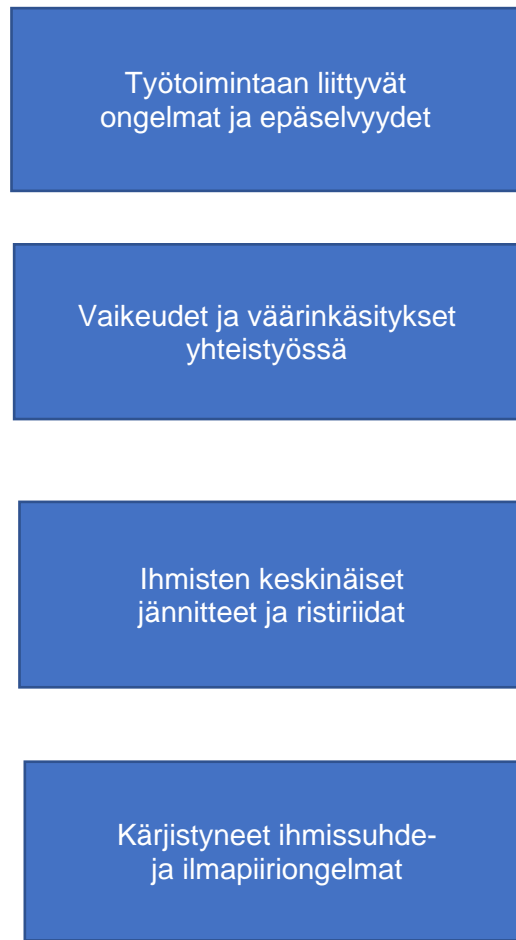 Työtoimintaan liittyvät
ongelmat ja epäselvyydet
Vaikeudet ja väärinkäsitykset
yhteistyössä
Ihmisten keskinäiset
jännitteet ja ristiriidat
Kärjistyneet ihmissuhde-
ja ilmapiiriongelmat